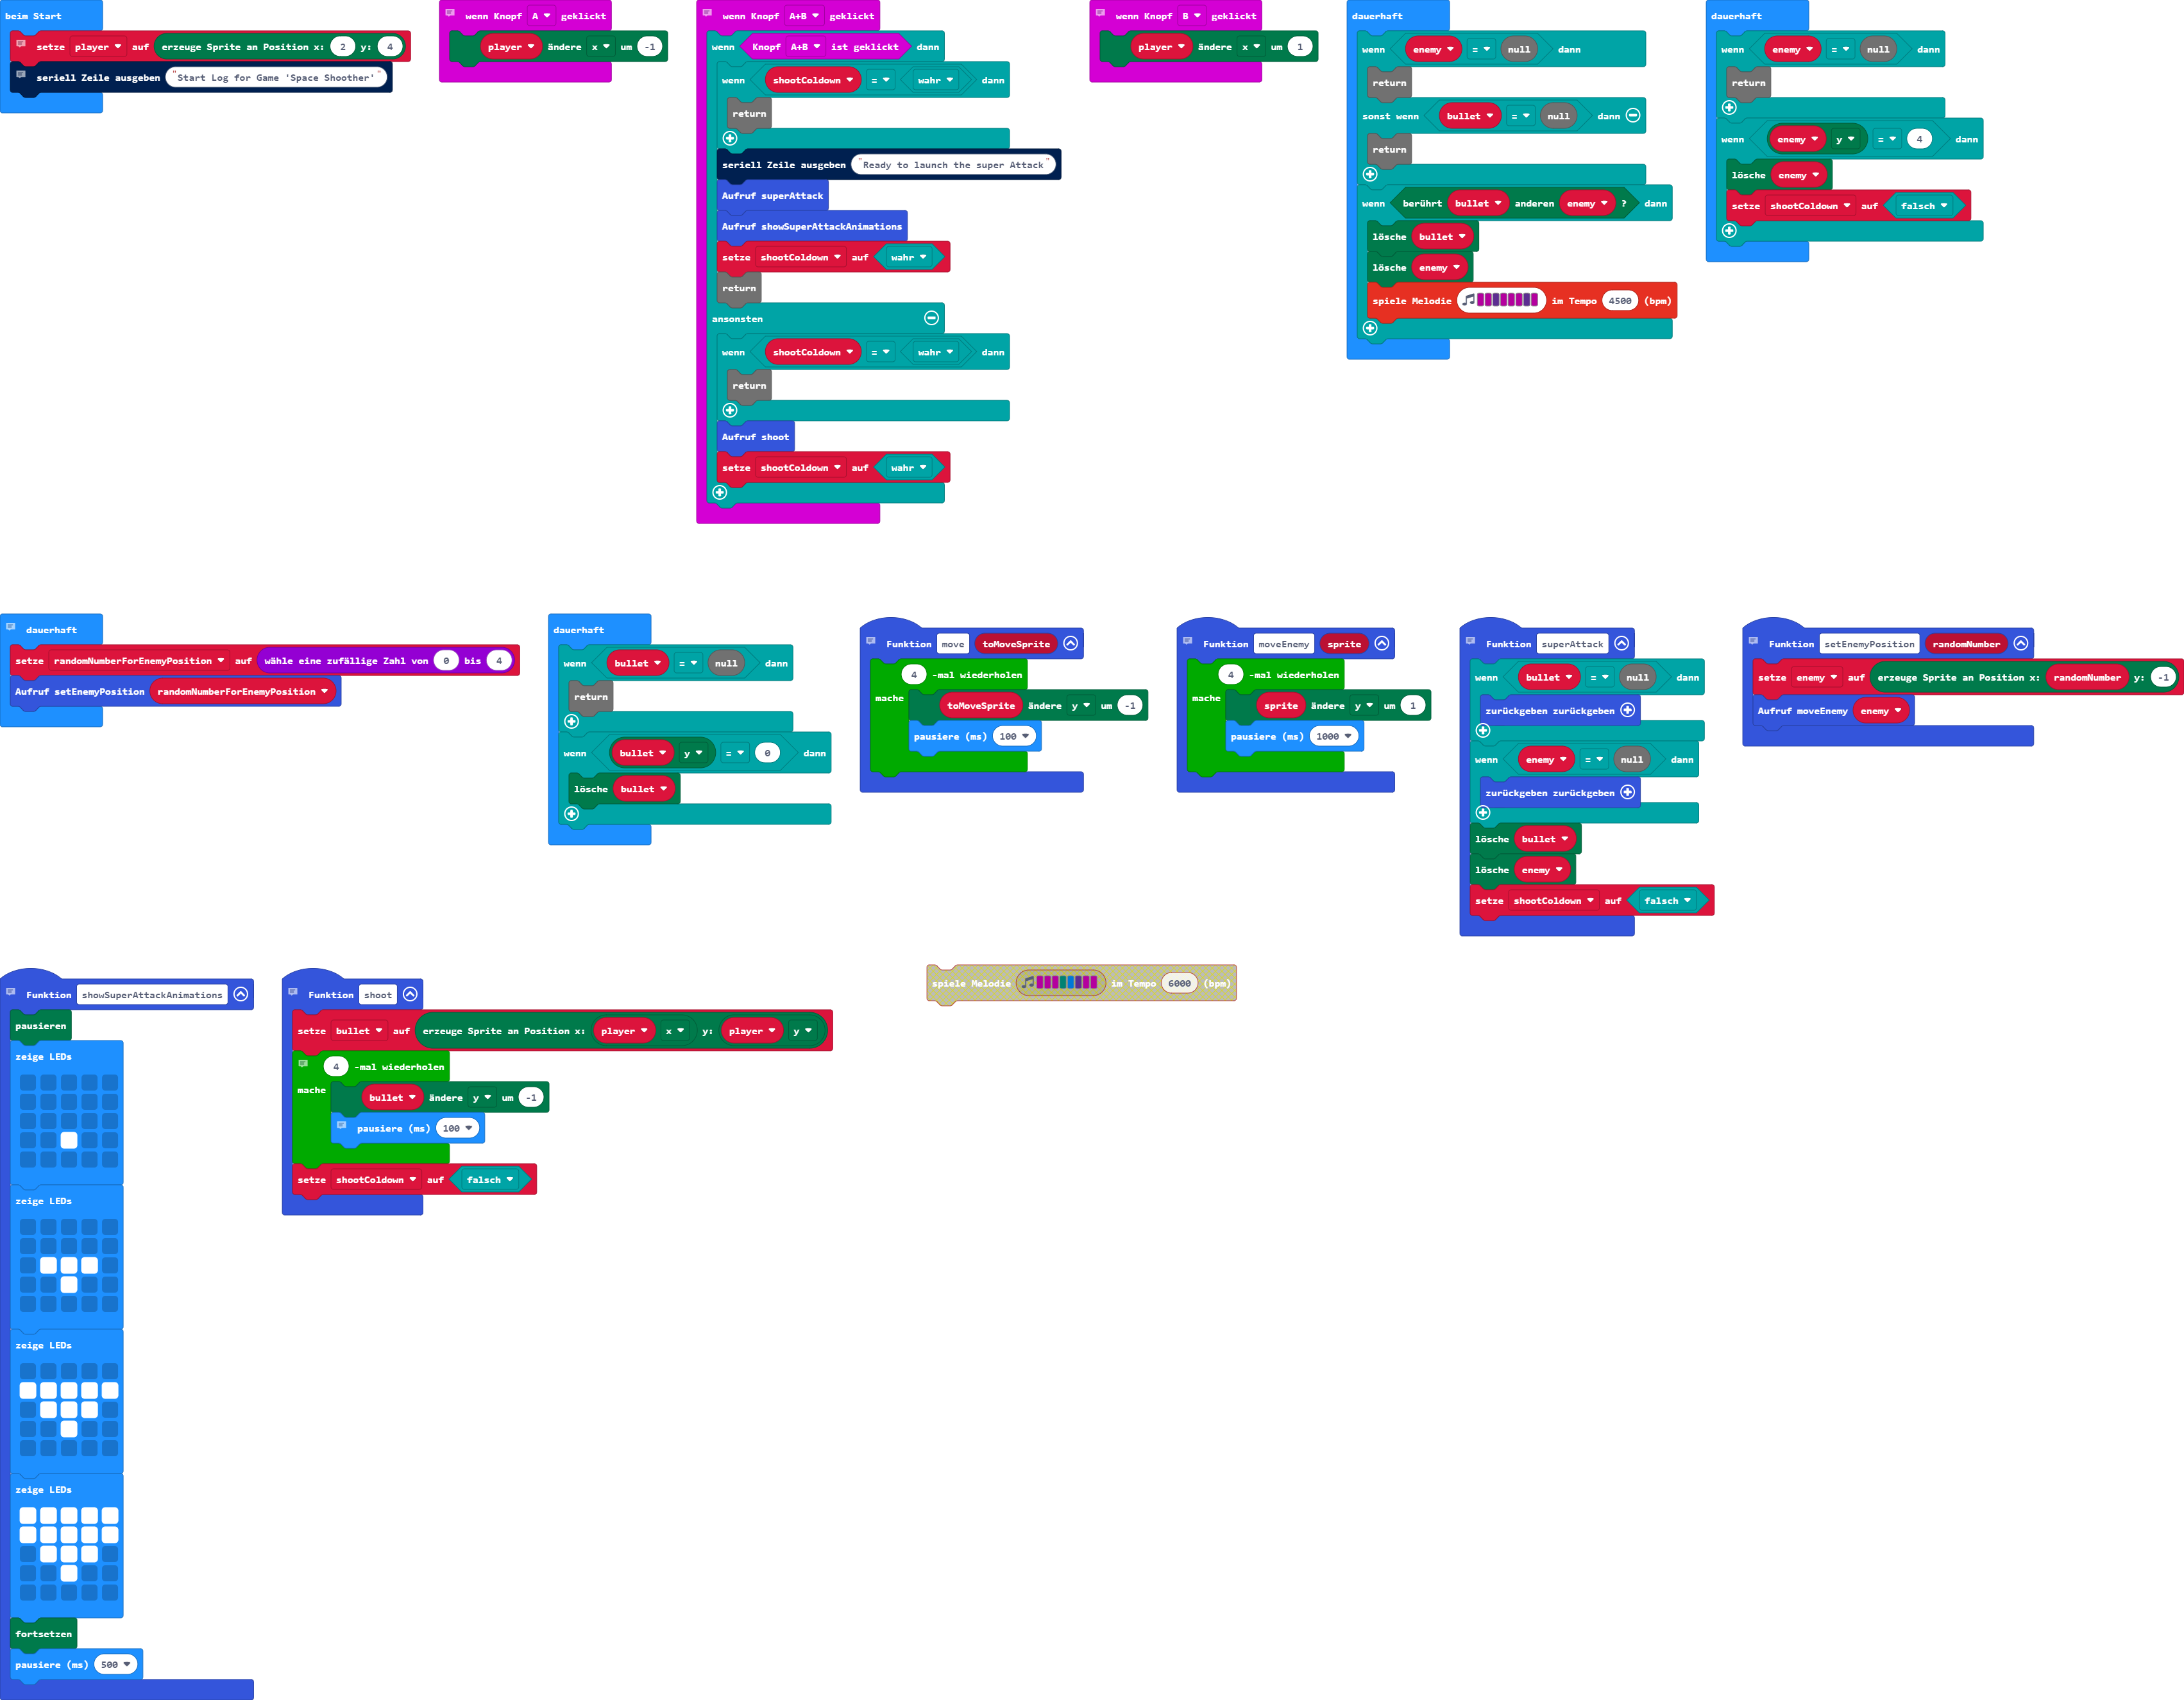 beim Start
setze player auf erzeuge Sprite an Position x: 2 y: 4
seriell Zeile ausgeben "Start Log for Game 'Space Shoother'"
wenn Knopf A geklickt
player ändere x um -1
wenn Knopf A+B geklickt
wenn Knopf A+B ist geklickt dann
wenn shootColdown = wahr dann
return
seriell Zeile ausgeben "Ready to launch the super Attack"
Aufruf superAttack
Aufruf showSuperAttackAnimations
setze shootColdown auf wahr
return
ansonsten
wenn shootColdown = wahr dann
return
Aufruf shoot
setze shootColdown auf wahr
wenn Knopf B geklickt
player ändere x um 1
dauerhaft
wenn enemy = null dann
return
sonst wenn bullet = null dann
return
wenn berührt bullet anderen enemy ? dann
lösche bullet
lösche enemy
spiele Melodie im Tempo 4500 (bpm)
dauerhaft
wenn enemy = null dann
return
wenn enemy y = 4 dann
lösche enemy
setze shootColdown auf falsch
dauerhaft
setze randomNumberForEnemyPosition auf wähle eine zufällige Zahl von 0 bis 4
Aufruf setEnemyPosition randomNumberForEnemyPosition
dauerhaft
wenn bullet = null dann
return
wenn bullet y = 0 dann
lösche bullet
Funktion move toMoveSprite
4 -mal wiederholen
mache toMoveSprite ändere y um -1
pausiere (ms) 100
Funktion moveEnemy sprite
4 -mal wiederholen
mache sprite ändere y um 1
pausiere (ms) 1000
Funktion superAttack
wenn bullet = null dann
zurückgeben zurückgeben
wenn enemy = null dann
zurückgeben zurückgeben
lösche bullet
lösche enemy
setze shootColdown auf falsch
Funktion setEnemyPosition randomNumber
setze enemy auf erzeuge Sprite an Position x: randomNumber y: -1
Aufruf moveEnemy enemy
Funktion showSuperAttackAnimations
pausieren
zeige LEDs
zeige LEDs
zeige LEDs
zeige LEDs
fortsetzen
pausiere (ms) 500
Funktion shoot
setze bullet auf erzeuge Sprite an Position x: player x y: player y
4 -mal wiederholen
mache bullet ändere y um -1
pausiere (ms) 100
setze shootColdown auf falsch
spiele Melodie im Tempo 6000 (bpm)